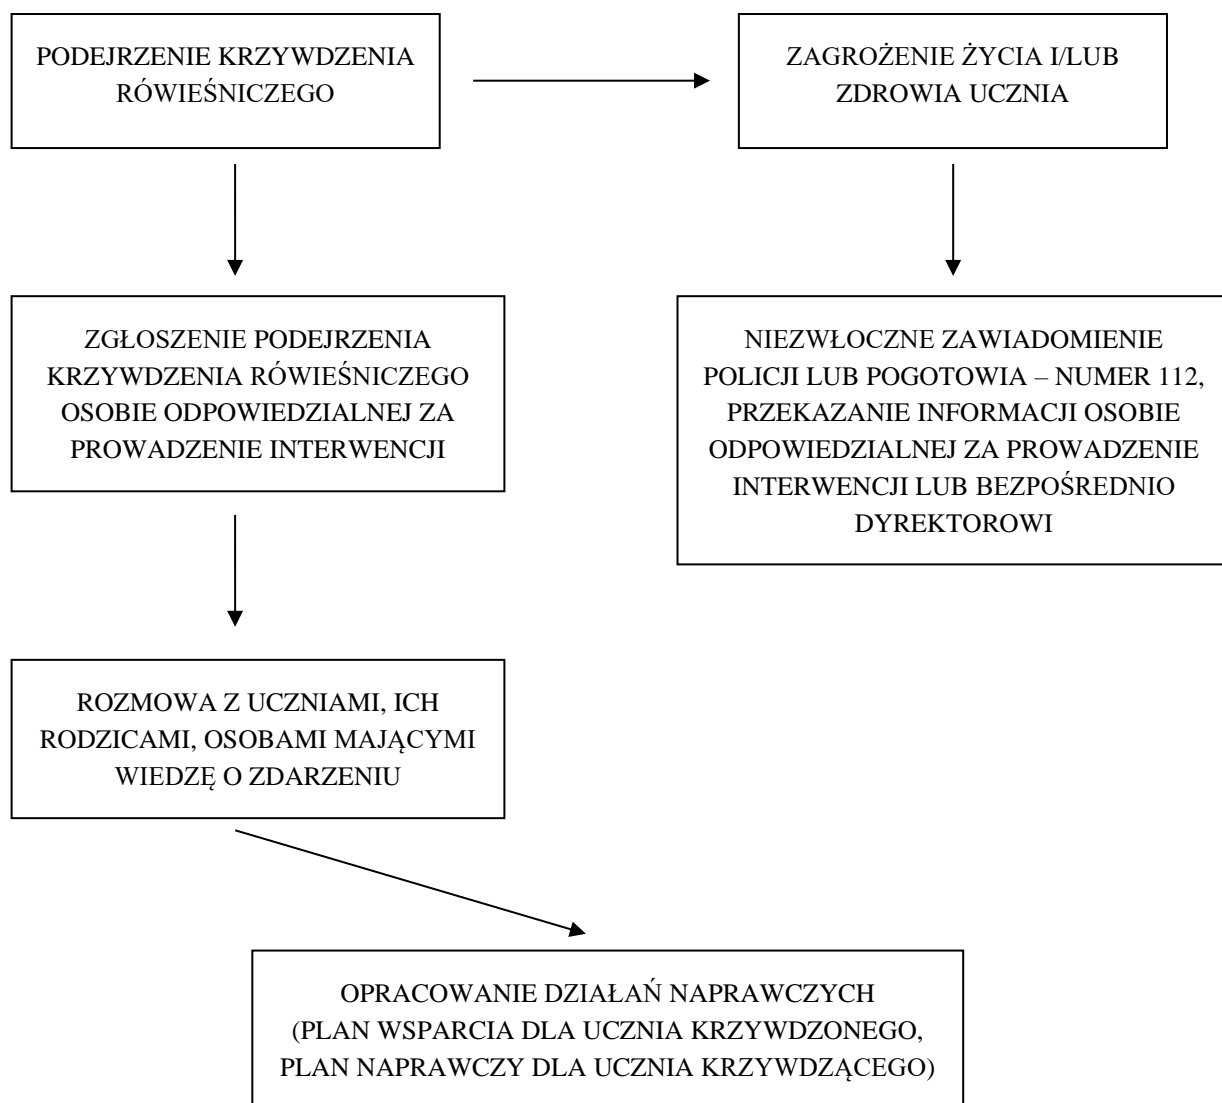 PODEJRZENIE KRZYWDZENIA
RÓWIEŚNICZEGO
ZAGROŻENIE ŻYCIA I/LUB
ZDROWIA UCZNIA
ZGŁOSZENIE PODEJRZENIA
KRZYWDZENIA RÓWIEŚNICZEGO
OSOBIE ODPOWIEDZIALNEJ ZA
PROWADZENIE INTERWENCJI
NIEZWŁOCZNE ZAWIADOMIENIE
POLICJI LUB POGOTOWIA – NUMER 112,
PRZEKAZANIE INFORMACJI OSOBIE
ODPOWIEDZIALNEJ ZA PROWADZENIE
INTERWENCJI LUB BEZPOŚREDNIO
DYREKTOROWI
ROZMOWA Z UCZNIAMI, ICH
RODZICAMI, OSOBAMI MAJĄCYMI
WIEDZĘ O ZDARZENIU
OPRACOWANIE DZIAŁAŃ NAPRAWCZYCH
(PLAN WSPARCIA DLA UCZNIA KRZYWDZONEGO,
PLAN NAPRAWCZY DLA UCZNIA KRZYWDZĄCEGO)